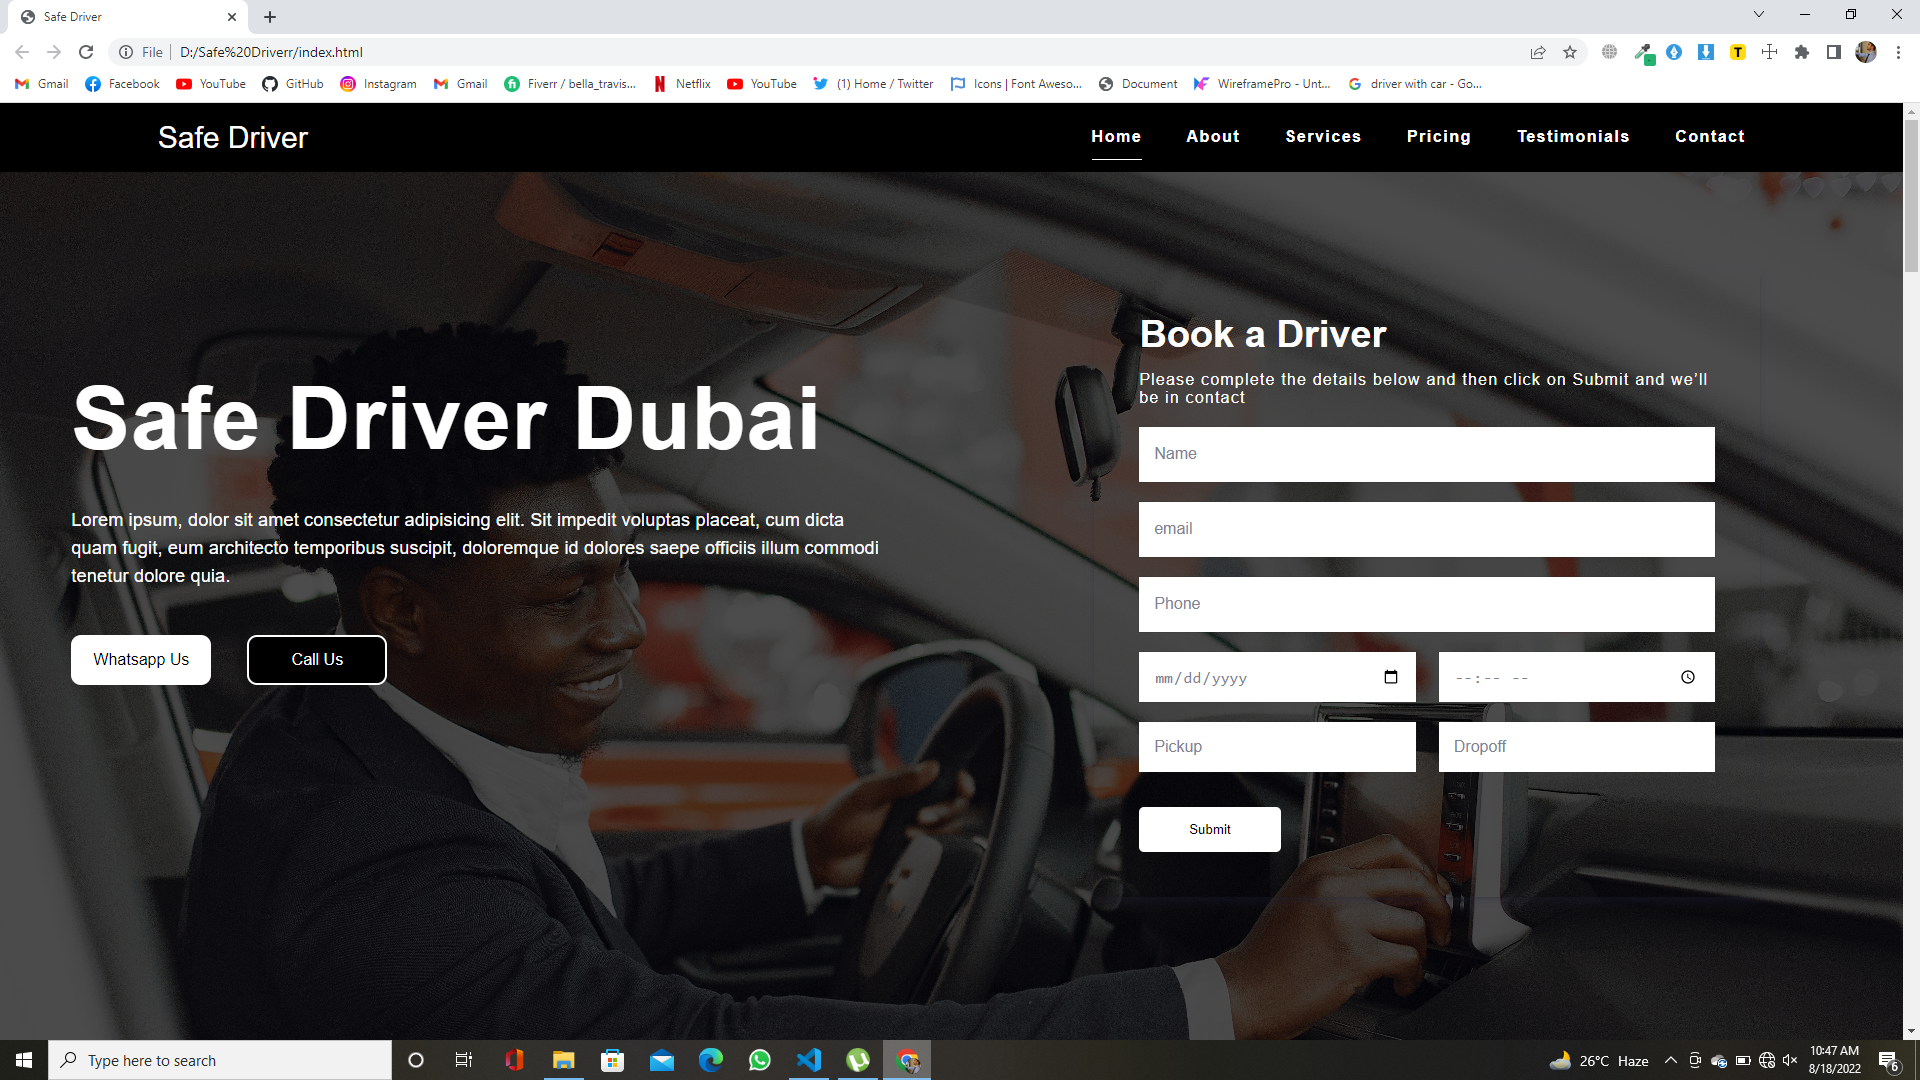 Safe Driver
File
D:/Safe%20Driverr/index.html
Gmail
Facebook
YouTube
GitHub
Instagram
Gmail
Fiverr / bella_travis...
Netflix
YouTube
(1) Home / Twitter
Icons | Font Aweso...
Document
WireframePro - Unt...
driver with car - Go...
Safe Driver
Home
About
Services
Pricing
Testimonials
Contact
Safe Driver Dubai
Lorem ipsum, dolor sit amet consectetur adipisicing elit. Sit impedit voluptas placeat, cum dicta
quam fugit, eum architecto temporibus suscipit, doloremque id dolores saepe officiis illum commodi
tenetur dolore quia.
Whatsapp Us
Call Us
Book a Driver
Please complete the details below and then click on Submit and we’ll
be in contact
Name
email
Phone
mm/dd/yyyy
--:-- --
Pickup
Dropoff
Submit
Type here to search
26°C Haze
10:47 AM
8/18/2022
6